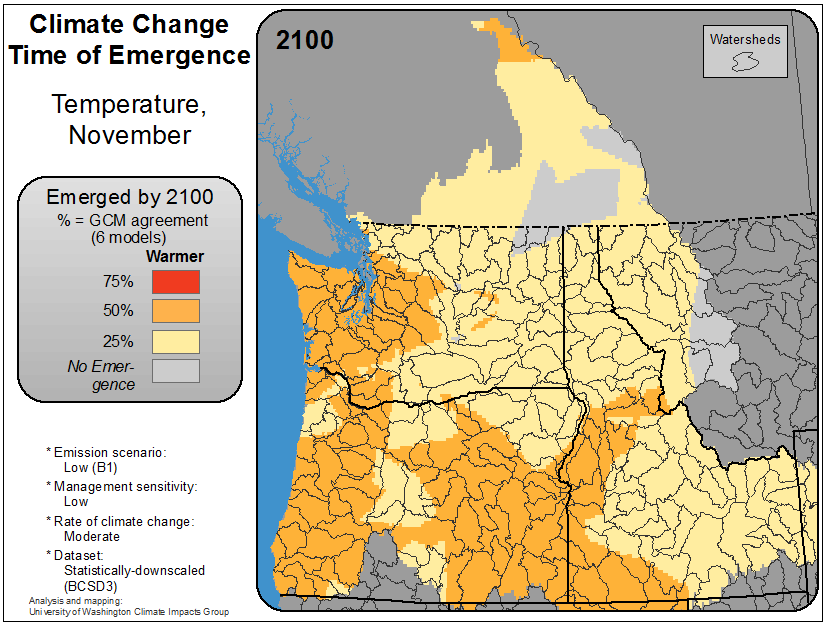 Climate Change
Time of Emergence
Temperature,
November
Emerged by 2100
% = GCM agreement
(6 models)
Warmer
75%
50%
25%
No Emer-
gence
* Emission scenario:
Low (B1)
* Management sensitivity:
Low
* Rate of climate change:
Moderate
* Dataset:
Statistically-downscaled
(BCSD3)
Analysis and mapping:
University of Washington Climate Impacts Group
2100
Watersheds